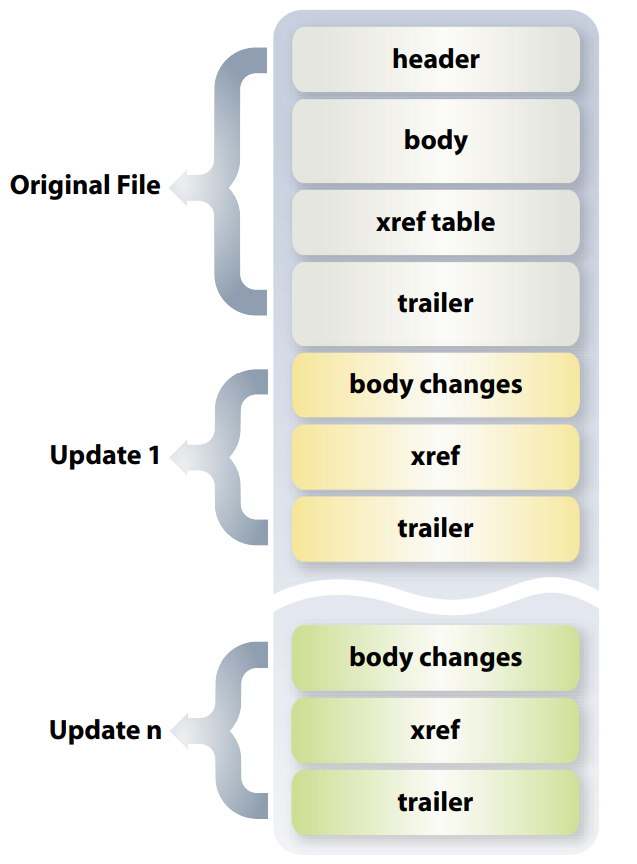 header
body
Original File
xref table
trailer
body changes
Update 1
xref
trailer
body changes
Update n
xref
trailer